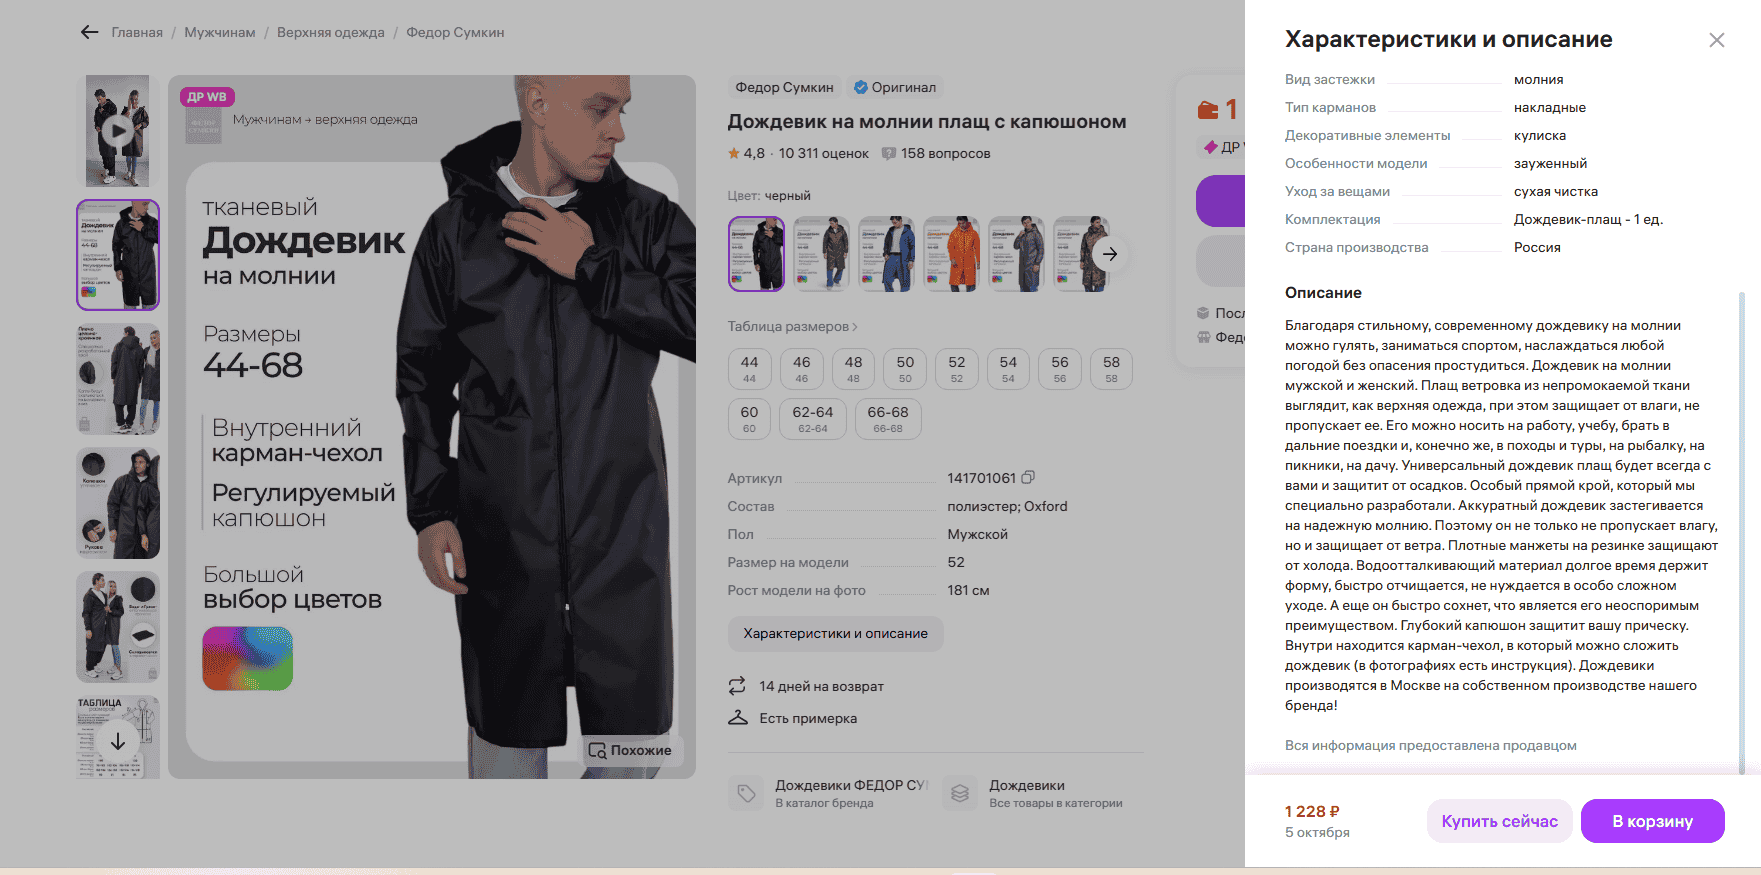 Главная / Мужчинам / Верхняя одежда / Федор Сумкин
ДР WB
ФЕДОР
СУМКИН
Мужчинам → верхняя одежда
тканевый
Дождевик
на молнии
Размеры
44-68
Внутренний
карман-чехол
Регулируемый
капюшон
Большой
выбор цветов
Похожие
ТАБЛИЦА
Федор Сумкин
Оригинал
Дождевик на молнии плащ с капюшоном
4,8 · 10 311 оценок 158 вопросов
Цвет: черный
Таблица размеров
44 46 48 50 52 54 56 58
44 46 48 50 52 54 56 58
60 62-64 66-68
60 62-64 66-68
Артикул 141701061
Состав полиэстер; Oxford
Пол Мужской
Размер на модели 52
Рост модели на фото 181 см
Характеристики и описание
14 дней на возврат
Есть примерка
Дождевики ФЕДОР СУ
В каталог бренда
Дождевики
Все товары в категории
1
ДР
Посл
Федо
Характеристики и описание
Вид застежки молния
Тип карманов накладные
Декоративные элементы кулиска
Особенности модели зауженный
Уход за вещами сухая чистка
Комплектация Дождевик-плащ - 1 ед.
Страна производства Россия
Описание
Благодаря стильному, современному дождевику на молнии
можно гулять, заниматься спортом, наслаждаться любой
погодой без опасения простудиться. Дождевик на молнии
мужской и женский. Плащ ветровка из непромокаемой ткани
выглядит, как верхняя одежда, при этом защищает от влаги, не
пропускает ее. Его можно носить на работу, учебу, брать в
дальние поездки и, конечно же, в походы и туры, на рыбалку, на
пикники, на дачу. Универсальный дождевик плащ будет всегда с
вами и защитит от осадков. Особый прямой крой, который мы
специально разработали. Аккуратный дождевик застегивается
на надежную молнию. Поэтому он не только не пропускает влагу,
но и защищает от ветра. Плотные манжеты на резинке защищают
от холода. Водоотталкивающий материал долгое время держит
форму, быстро отчищается, не нуждается в особо сложном
уходе. А еще он быстро сохнет, что является его неоспоримым
преимуществом. Глубокий капюшон защитит вашу прическу.
Внутри находится карман-чехол, в который можно сложить
дождевик (в фотографиях есть инструкция). Дождевики
производятся в Москве на собственном производстве нашего
бренда!
Вся информация предоставлена продавцом
1 228 ₽
5 октября
Купить сейчас
В корзину